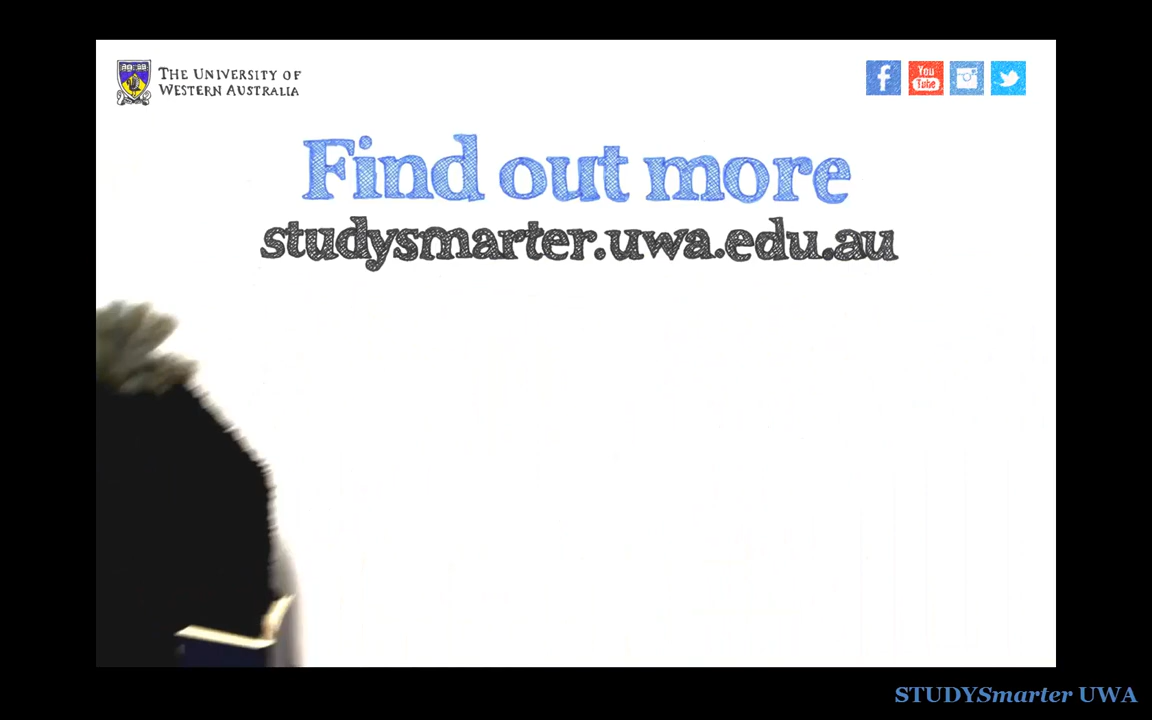 THE UNIVERSITY OF
WESTERN AUSTRALIA
f
You
Tube
Find out more
studysmarter.uwa.edu.au
STUDYSmarter UWA